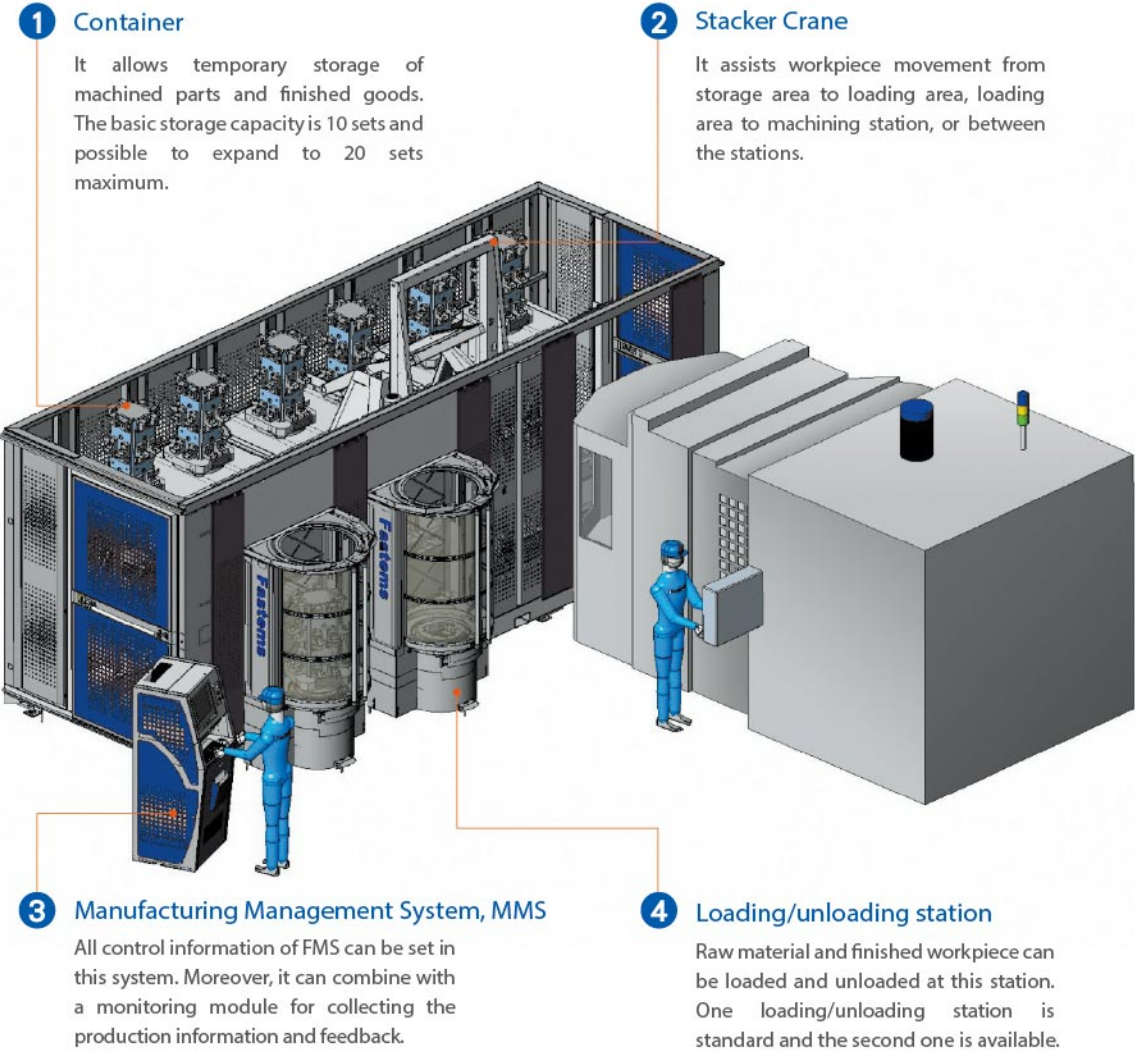 1 Container
It allows temporary storage of
machined parts and finished goods.
The basic storage capacity is 10 sets and
possible to expand to 20 sets
maximum.
2 Stacker Crane
It assists workpiece movement from
storage area to loading area, loading
area to machining station, or between
the stations.
Fastems
Fastems
3 Manufacturing Management System, MMS
All control information of FMS can be set in
this system. Moreover, it can combine with
a monitoring module for collecting the
production information and feedback.
4 Loading/unloading station
Raw material and finished workpiece can
be loaded and unloaded at this station.
One loading/unloading station is
standard and the second one is available.